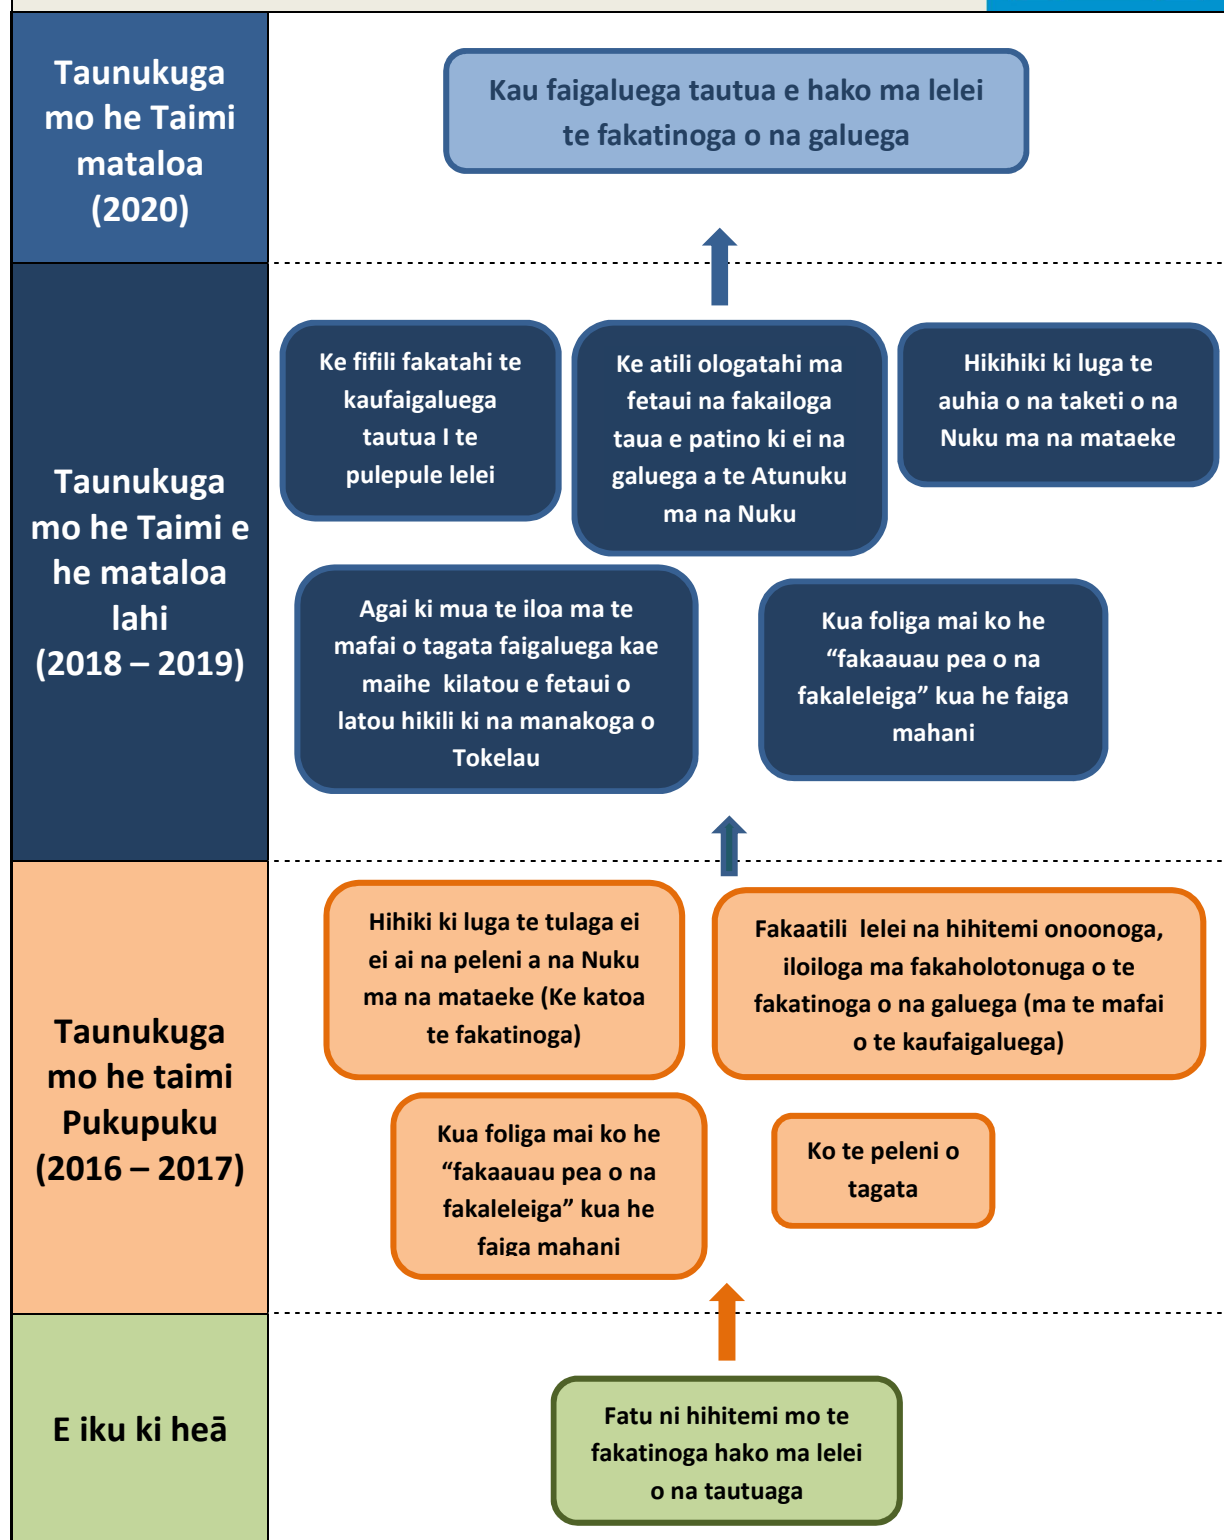 Taunukuga
mo he Taimi
mataloa
(2020)
Kau faigaluega tautua e hako ma lelei
te fakatinoga o na galuega
Taunukuga
mo he Taimi e
he mataloa
lahi
(2018 – 2019)
Ke fifili fakatahi te
kaufaigaluega
tautua I te
pulepule lelei
Ke atili ologatahi ma
fetaui na fakailoga
taua e patino ki ei na
galuega a te Atunuku
ma na Nuku
Hikihiki ki luga te
auhia o na taketi o na
Nuku ma na mataeke
Agai ki mua te iloa ma te
mafai o tagata faigaluega kae
maihe kilatou e fetaui o
latou hikili ki na manakoga o
Tokelau
Kua foliga mai ko he
“fakaauau pea o na
fakaleleiga” kua he faiga
mahani
Taunukuga
mo he taimi
Pukupuku
(2016 – 2017)
Hihiki ki luga te tulaga ei
ei ai na peleni a na Nuku
ma na mataeke (Ke katoa
te fakatinoga)
Fakaatili lelei na hihitemi onoonoga,
iloiloga ma fakaholotonuga o te
fakatinoga o na galuega (ma te mafai
o te kaufaigaluega)
Kua foliga mai ko he
“fakaauau pea o na
fakaleleiga” kua he
faiga mahani
Ko te peleni o
tagata
E iku ki heā
Fatu ni hihitemi mo te
fakatinoga hako ma lelei
o na tautuaga